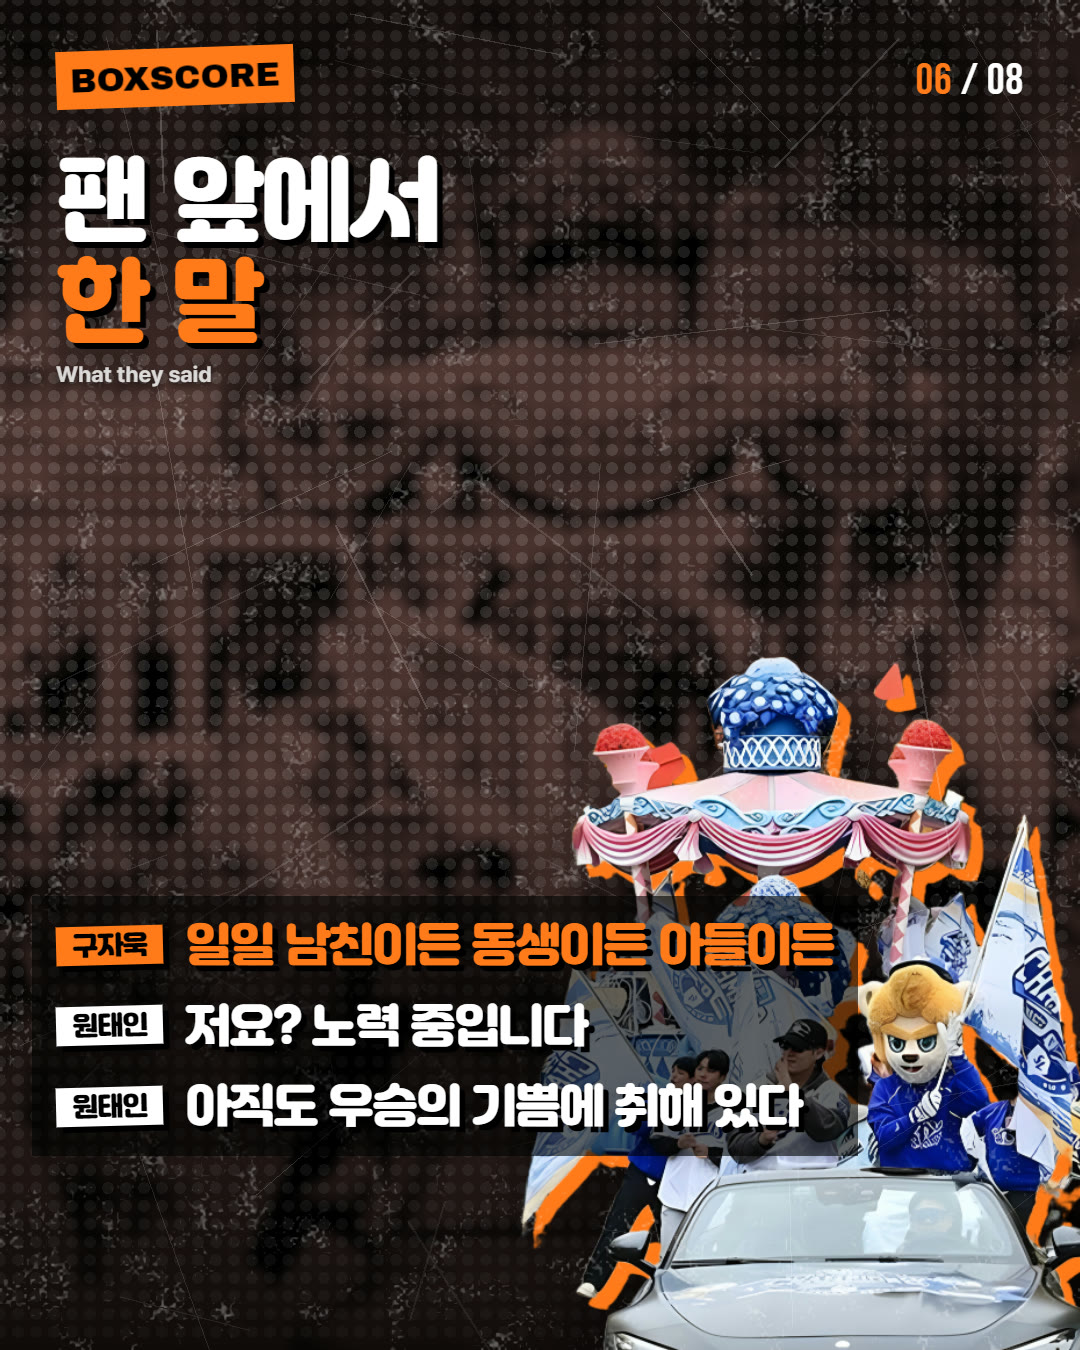 BOXSCORE
06 / 08
팬 앞에서
한 말
What they said
구자욱 일일 남친이든 동생이든 아들이든
원태인 저요? 노력 중입니다
원태인 아직도 우승의 기쁨에 취해 있다